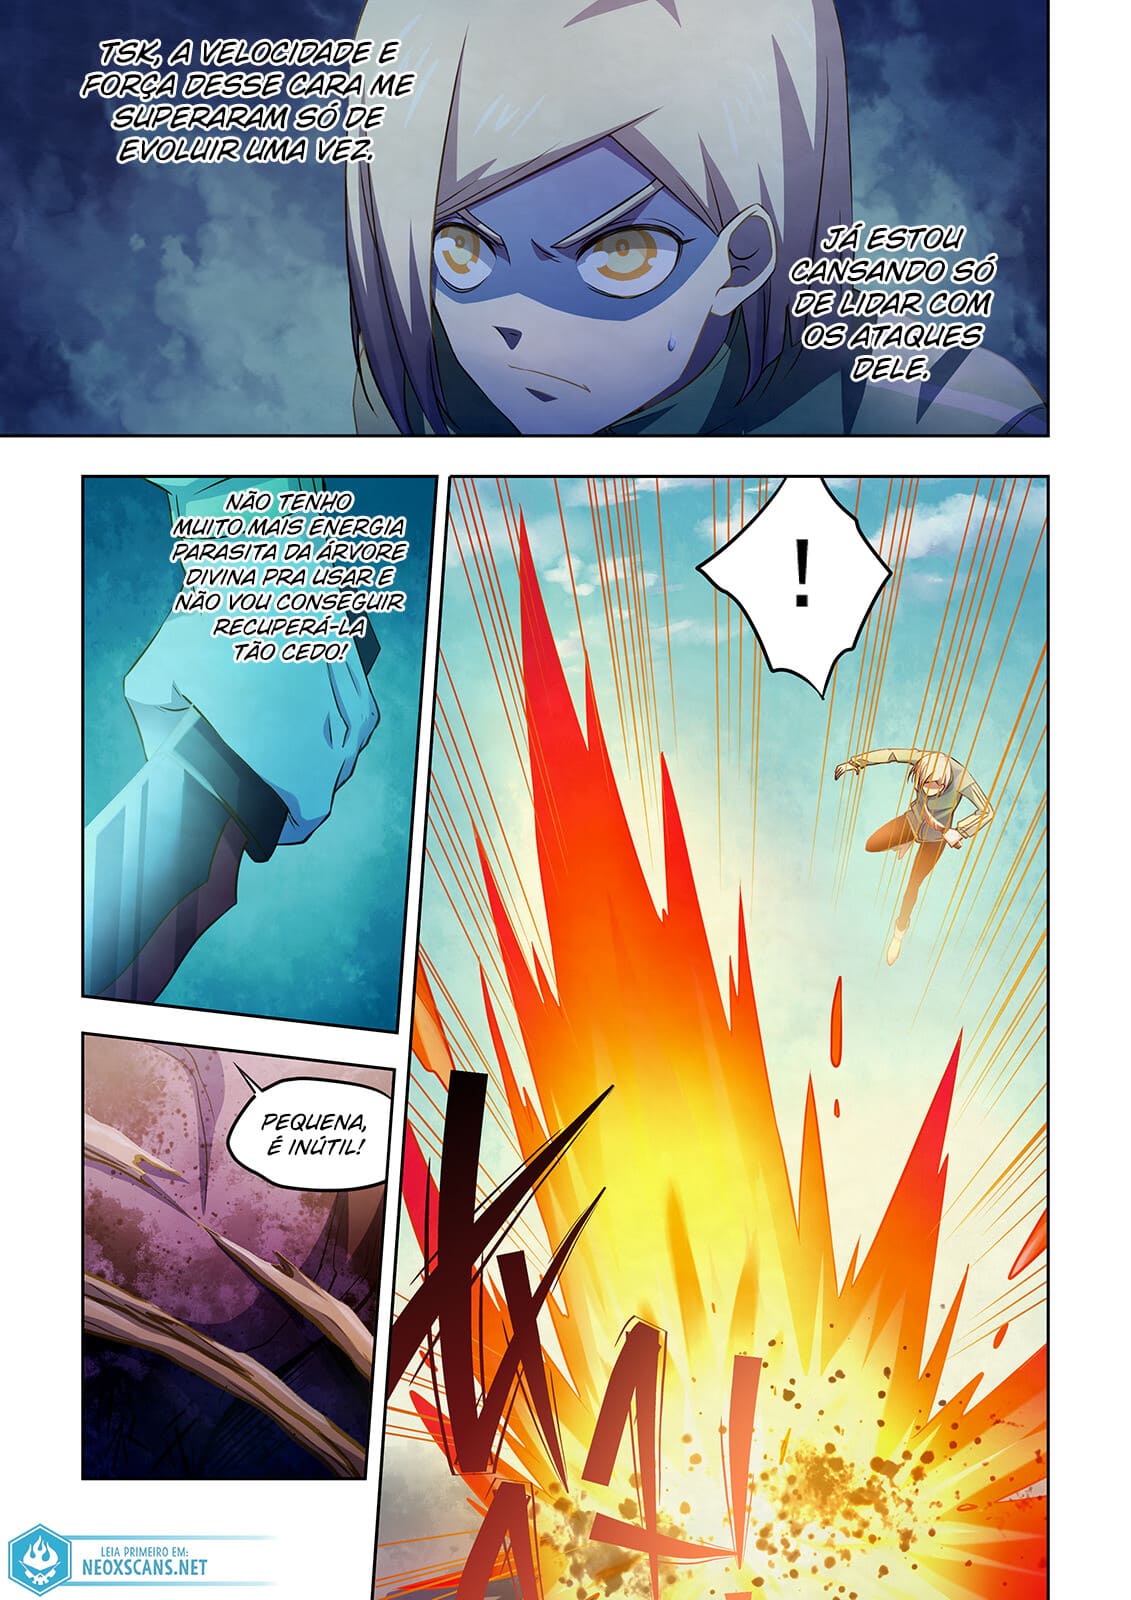 TSK, A VELOCIDADE E
FORÇA DESSE CARA ME
SUPERARAM SÓ DE
EVOLUIR UMA VEZ.
JÁ ESTOU
CANSANDO SÓ
DE LIDAR COM
OS ATAQUES
DELE.
NÃO TENHO
MUITO MAIS ENERGIA
PARASITA DA ÁRVORE
DIVINA PRA USAR E
NÃO VOU CONSEGUIR
RECUPERÁ-LA
TÃO CEDO!
!
PEQUENA,
É INÚTIL!
LEIA PRIMEIRO EM:
NEOXSCANS.NET